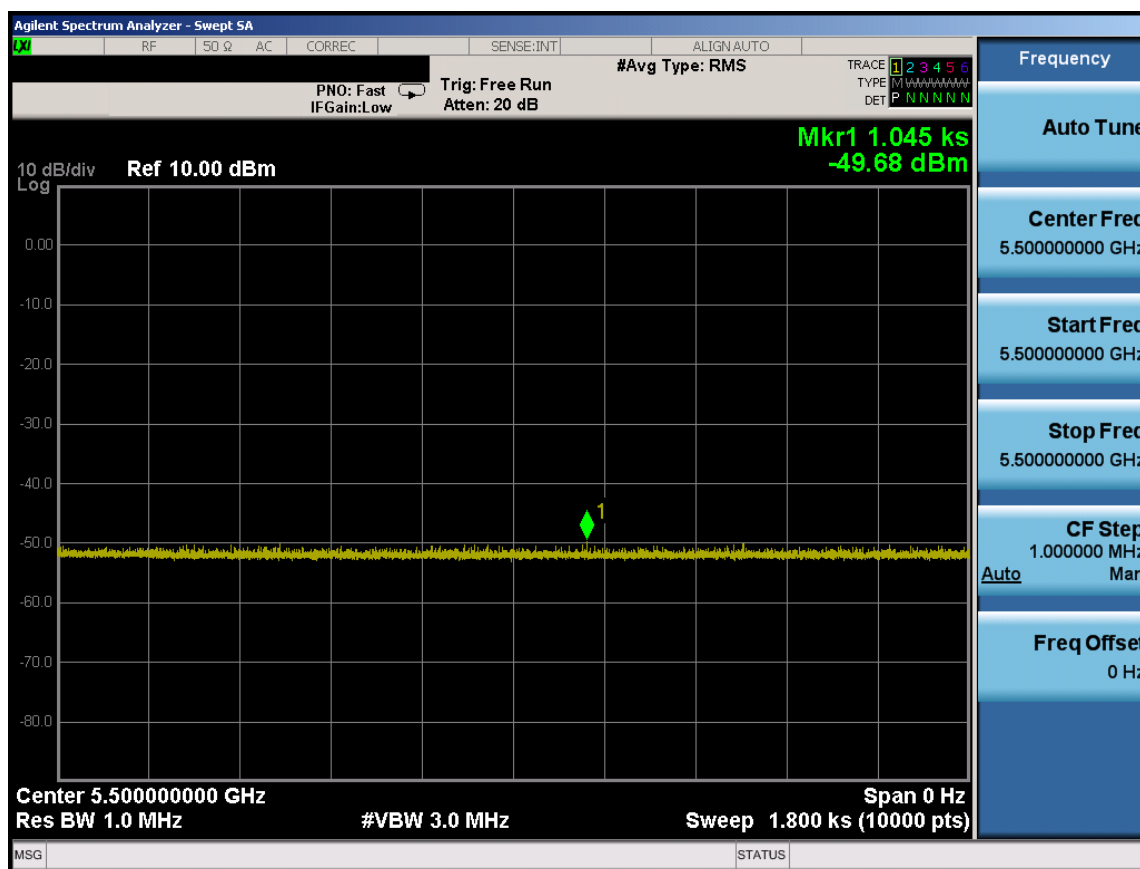 Agilent Spectrum Analyzer - Swept SA
LXI RF 50 Ω AC CORREC SENSE:INT ALIGN AUTO
#Avg Type: RMS
TRACE 1 2 3 4 5 6
TYPE M WWWWW
DET P N N N N N
PNO: Fast
IFGain:Low
Trig: Free Run
Atten: 20 dB
Mkr1 1.045 ks
-49.68 dBm
10 dB/div Ref 10.00 dBm
Log
0.00
-10.0
-20.0
-30.0
-40.0
1
-50.0
-60.0
-70.0
-80.0
Center 5.500000000 GHz Span 0 Hz
Res BW 1.0 MHz #VBW 3.0 MHz Sweep 1.800 ks (10000 pts)
MSG STATUS
Frequency
Auto Tune
Center Freq
5.500000000 GHz
Start Freq
5.500000000 GHz
Stop Freq
5.500000000 GHz
CF Step
1.000000 MHz
Auto Man
Freq Offset
0 Hz